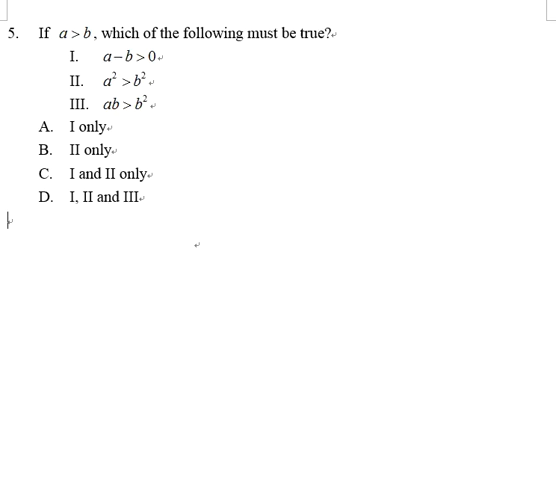 5. If a > b, which of the following must be true?
I. a − b > 0
II. a² > b²
III. ab > b²
A. I only
B. II only
C. I and II only
D. I, II and III